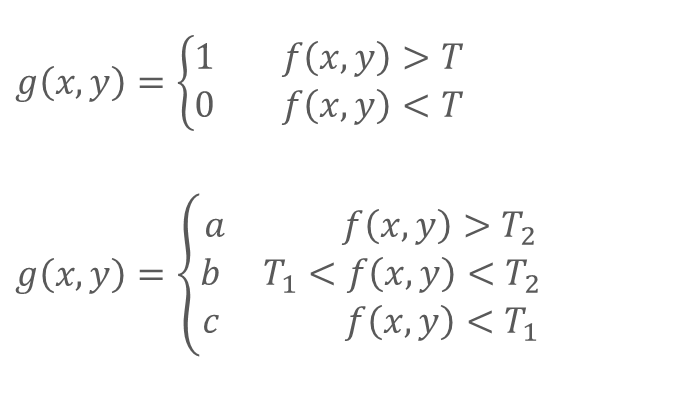 g(x, y) = {1 f(x, y) > T
0 f(x, y) < T
g(x, y) = {a f(x, y) > T₂
b T₁ < f(x, y) < T₂
c f(x, y) < T₁